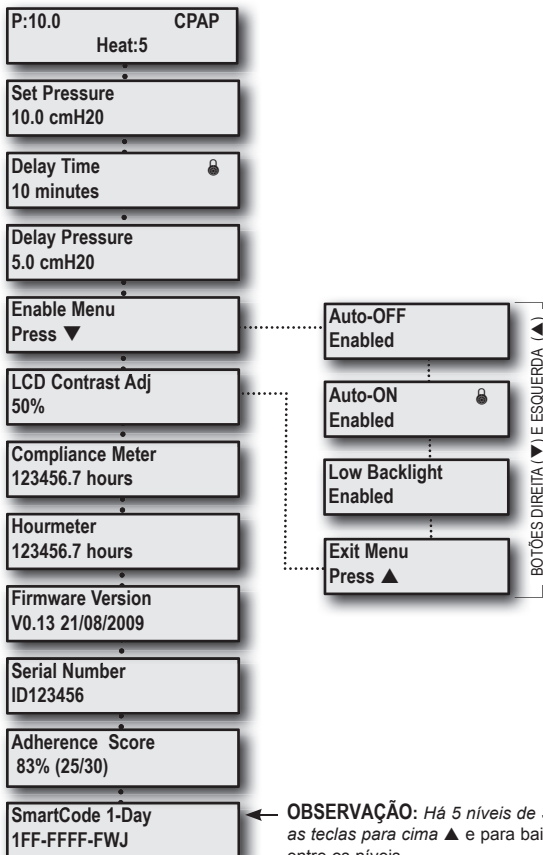 P:10.0 CPAP
Heat:5
Set Pressure
10.0 cmH20
Delay Time
10 minutes
Delay Pressure
5.0 cmH20
Enable Menu
Press ▼
LCD Contrast Adj
50%
Compliance Meter
123456.7 hours
Hourmeter
123456.7 hours
Firmware Version
V0.13 21/08/2009
Serial Number
ID123456
Adherence Score
83% (25/30)
SmartCode 1-Day
1FF-FFFF-FWJ
Auto-OFF
Enabled
Auto-ON
Enabled
Low Backlight
Enabled
Exit Menu
Press ▲
BOTÕES DIREITA (▼) E ESQUERDA (▲)
OBSERVAÇÃO: Há 5 níveis de
as teclas para cima ▲ e para